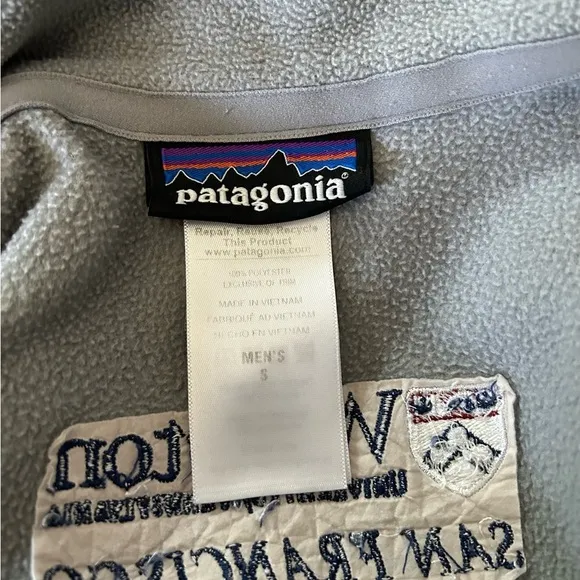 patagonia®
Repair, Reuse, Recycle
This Product
www.patagonia.com
100% POLYESTER
EXCLUSIVE OF TRIM
MADE IN VIETNAM
FABRIQUÉ AU VIETNAM
HECHO EN VIETNAM
MEN'S
S
W ton
SAN FRANCISCO